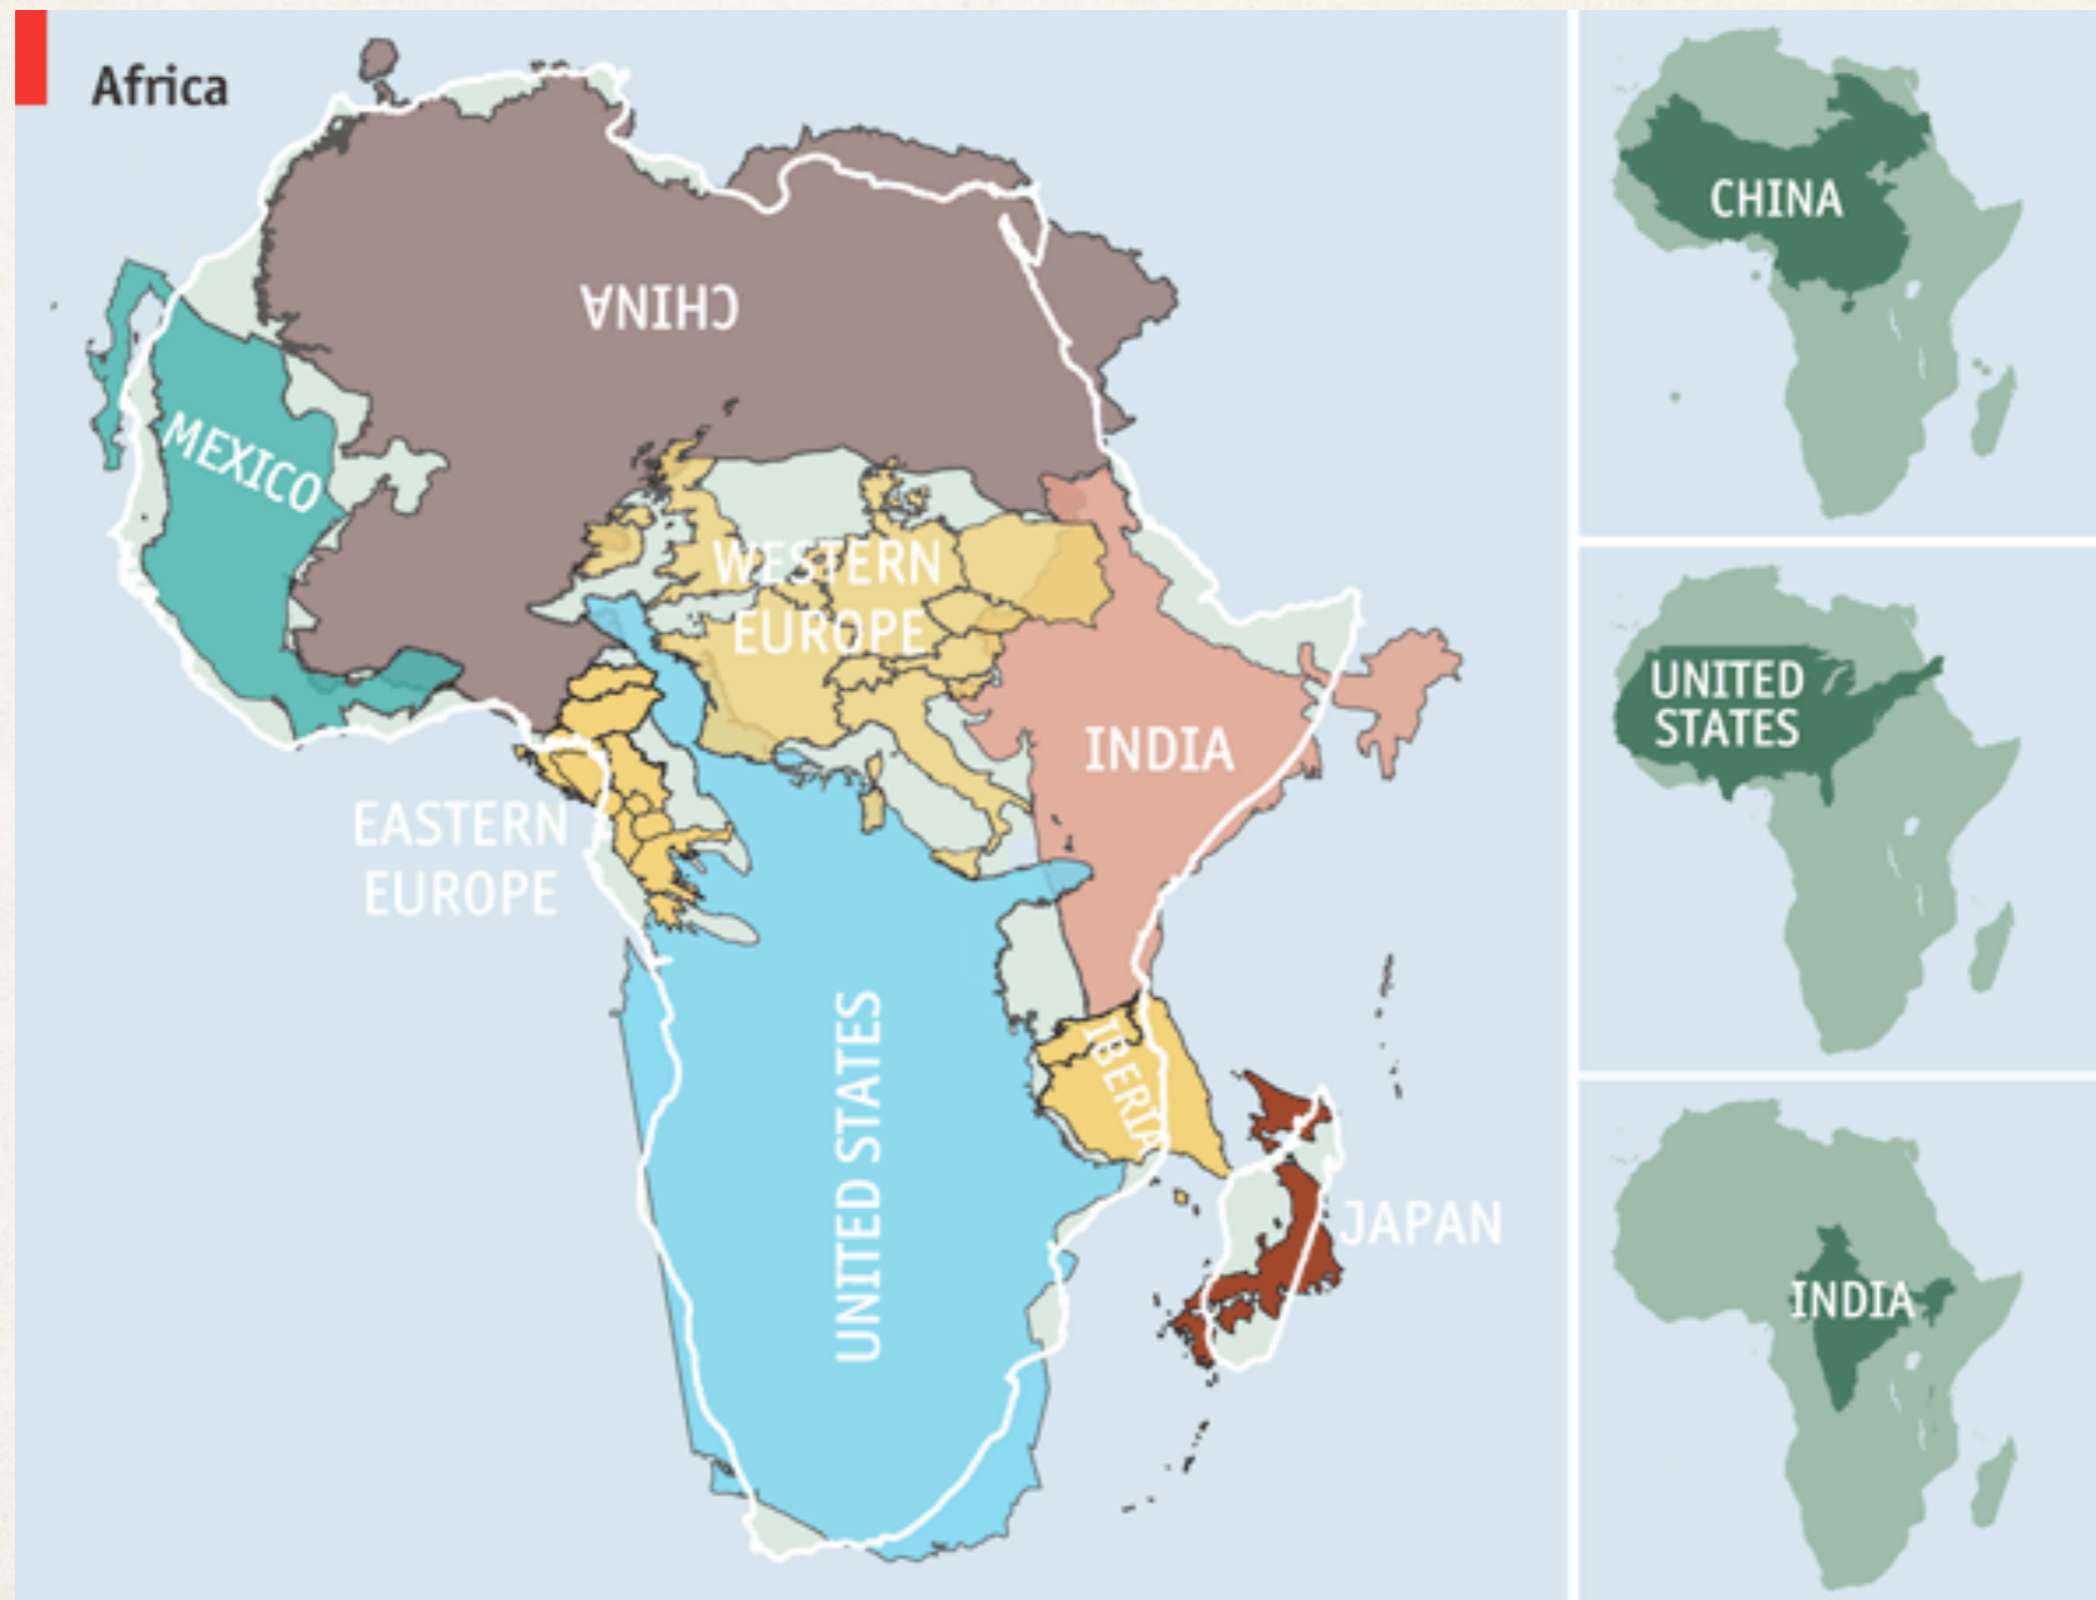 Africa
CHINA
MEXICO
WESTERN
EUROPE
INDIA
EASTERN
EUROPE
UNITED STATES
IBERIA
JAPAN
CHINA
UNITED
STATES
INDIA